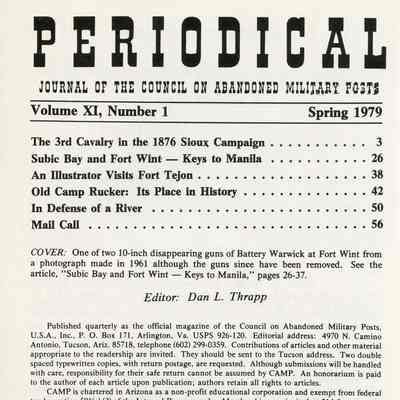 PERIODICAL
JOURNAL OF THE COUNCIL ON ABANDONED MILITARY POSTS
Volume XI, Number 1 Spring 1979
The 3rd Cavalry in the 1876 Sioux Campaign . . . . . . . . . . . 3
Subic Bay and Fort Wint — Keys to Manila . . . . . . . . . . . . 26
An Illustrator Visits Fort Tejon . . . . . . . . . . . . . . . . . . . . . 38
Old Camp Rucker: Its Place in History . . . . . . . . . . . . . . . 42
In Defense of a River . . . . . . . . . . . . . . . . . . . . . . . . . . . 50
Mail Call . . . . . . . . . . . . . . . . . . . . . . . . . . . . . . . . . . . 56
COVER: One of two 10-inch disappearing guns of Battery Warwick at Fort Wint from
a photograph made in 1961 although the guns since have been removed. See the
article, "Subic Bay and Fort Wint — Keys to Manila," pages 26-37.
Editor: Dan L. Thrapp
Published quarterly as the official magazine of the Council on Abandoned Military Posts,
U.S.A., Inc., P. O. Box 171, Arlington, Va. USPS 926-120. Editorial address: 4970 N. Camino
Antonio, Tucson, Ariz. 85718, telephone (602) 299-0359. Contributions of articles and other material
appropriate to the readership are invited. They should be sent to the Tucson address. Two double
spaced typewritten copies, with return postage, are requested. Although submissions will be handled
with care, responsibility for their safe return cannot be assumed by CAMP. An honorarium is paid
to the author of each article upon publication; authors retain all rights to articles.
CAMP is chartered in Arizona as a non-profit educational corporation and exempt from federal